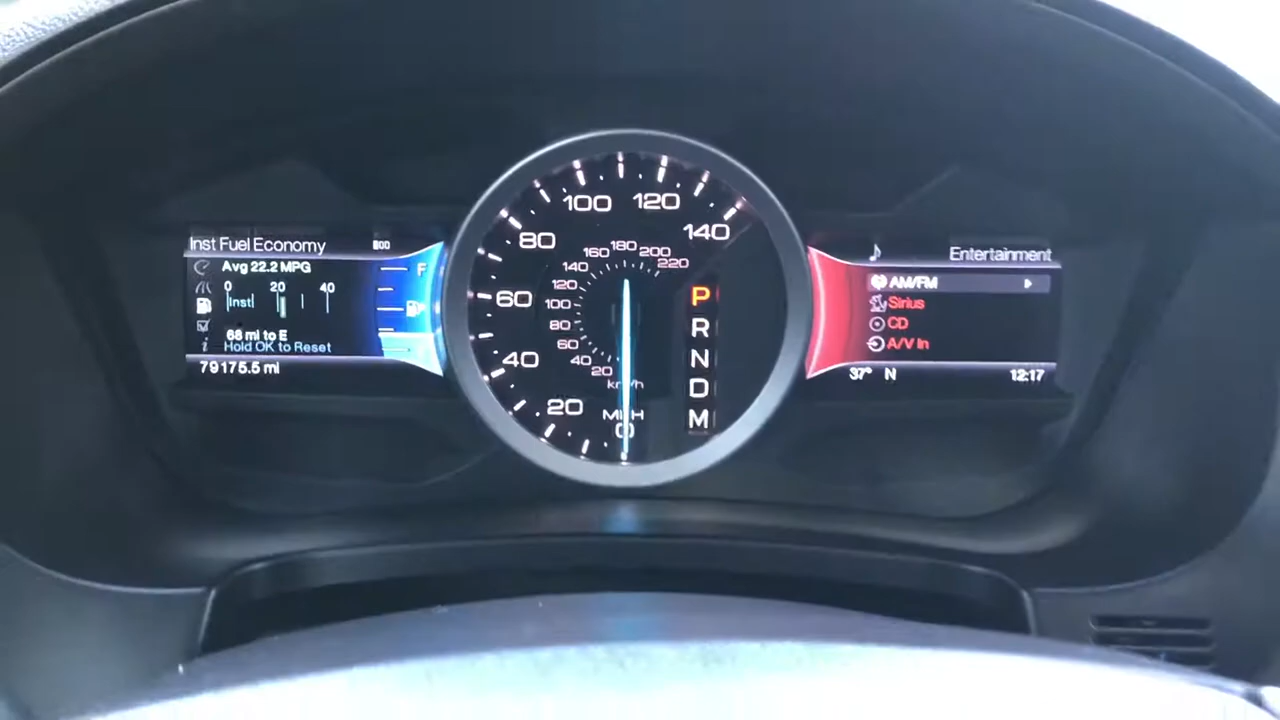 Inst Fuel Economy
Avg 22.2 MPG
0 20 40
Inst
68 mi to E
Hold OK to Reset
79175.5 mi
F
100 120
80 140
60
40
20
0
160 180 200
140 220
120
100
80
60
40
20
km/h
MPH
P
R
N
D
M
Entertainment
AM/FM
Sirius
CD
A/V In
37° N 12:17